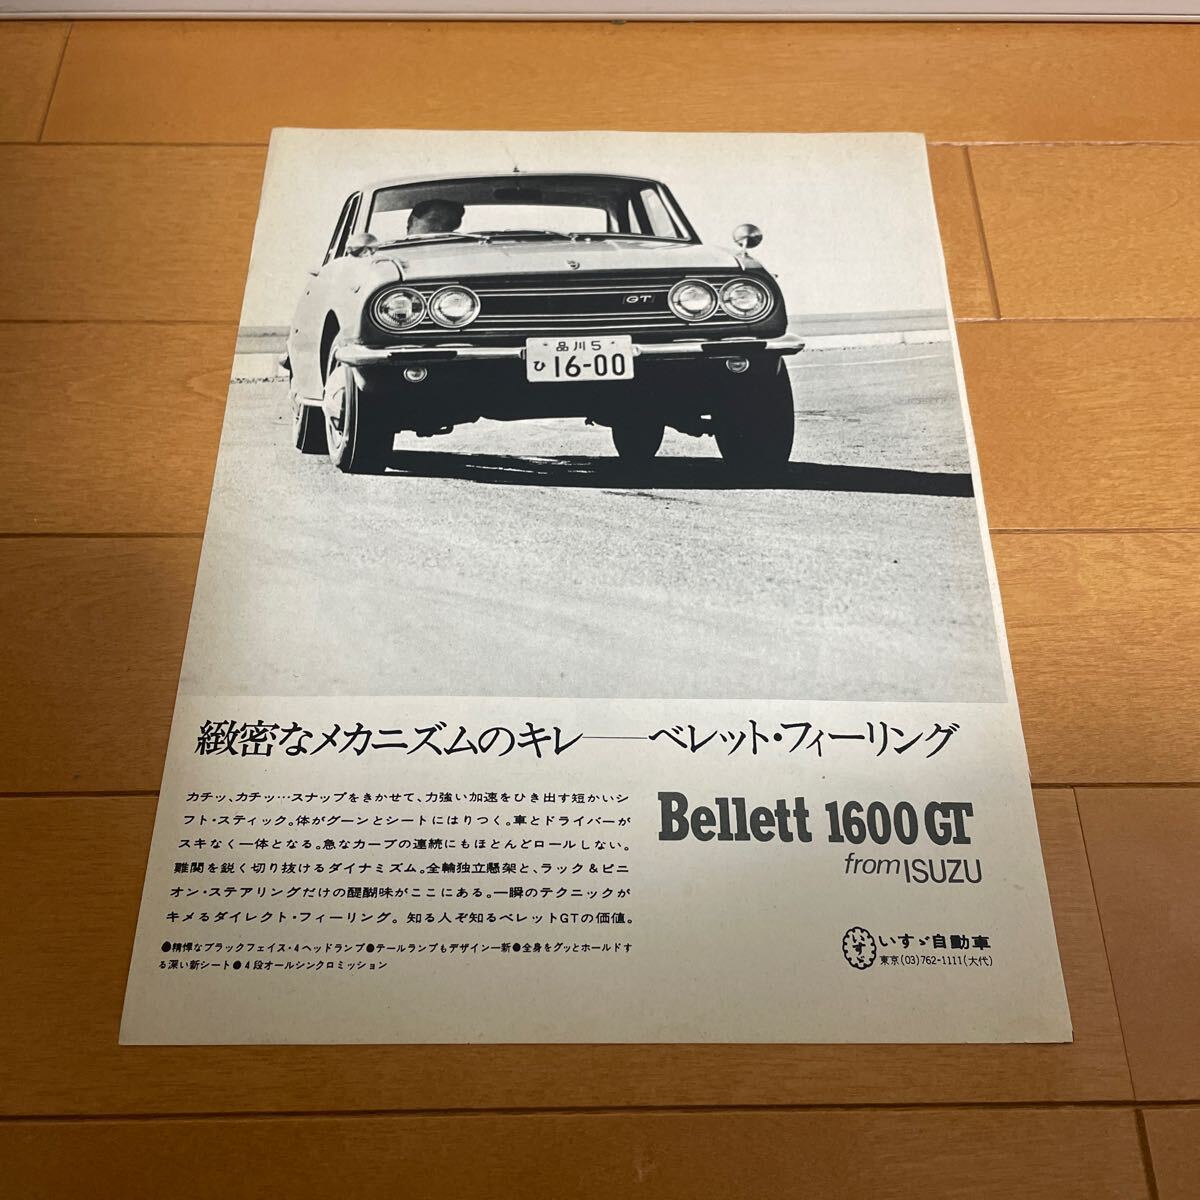 GT
品川5
ひ 16-00
緻密なメカニズムのキレ――ベレット・フィーリング
カチッ、カチッ…スナップをきかせて、力強い加速をひき出す短かいシ
フト・スティック。体がグーンとシートにはりつく。車とドライバーが
スキなく一体となる。急なカーブの連続にもほとんどロールしない。
難関を鋭く切り抜けるダイナミズム。全輪独立懸架と、ラック&ピニ
オン・ステアリングだけの醍醐味がここにある。一瞬のテクニックが
キメるダイレクト・フィーリング。知る人ぞ知るベレットGTの価値。
●精悍なブラックフェイス・4ヘッドランプ●テールランプもデザイン一新●全身をグッとホールドす
る深い新シート●4段オールシンクロミッション
Bellett 1600 GT
from ISUZU
いすゞ
いすゞ自動車
東京(03)762-1111(大代)